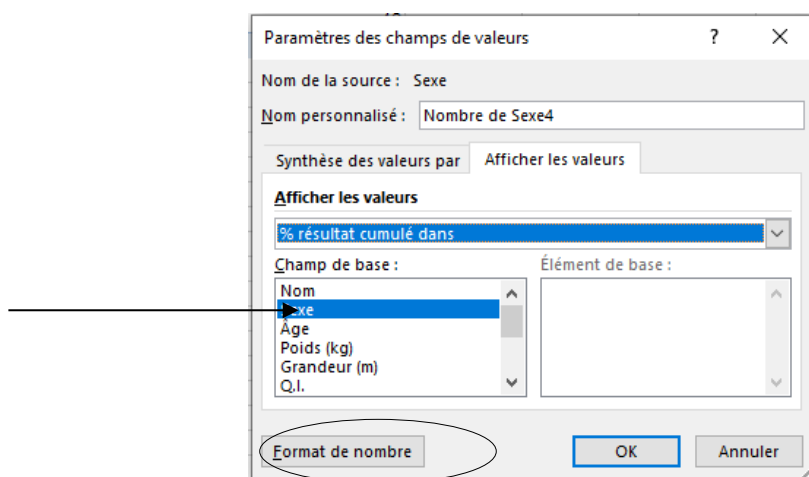 Paramètres des champs de valeurs ?
Nom de la source : Sexe
Nom personnalisé : Nombre de Sexe4
Synthèse des valeurs par Afficher les valeurs
Afficher les valeurs
% résultat cumulé dans
Champ de base : Élément de base :
Nom
Sexe
Âge
Poids (kg)
Grandeur (m)
Q.I.
Format de nombre OK Annuler